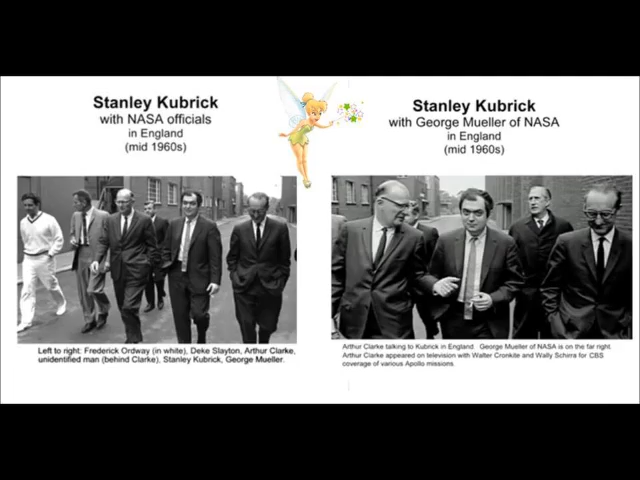 Stanley Kubrick
with NASA officials
in England
(mid 1960s)
Left to right: Frederick Ordway (in white), Deke Slayton, Arthur Clarke,
unidentified man (behind Clarke), Stanley Kubrick, George Mueller.
Stanley Kubrick
with George Mueller of NASA
in England
(mid 1960s)
Arthur Clarke talking to Kubrick in England. George Mueller of NASA is on the far right.
Arthur Clarke appeared on television with Walter Cronkite and Wally Schirra for CBS
coverage of various Apollo missions